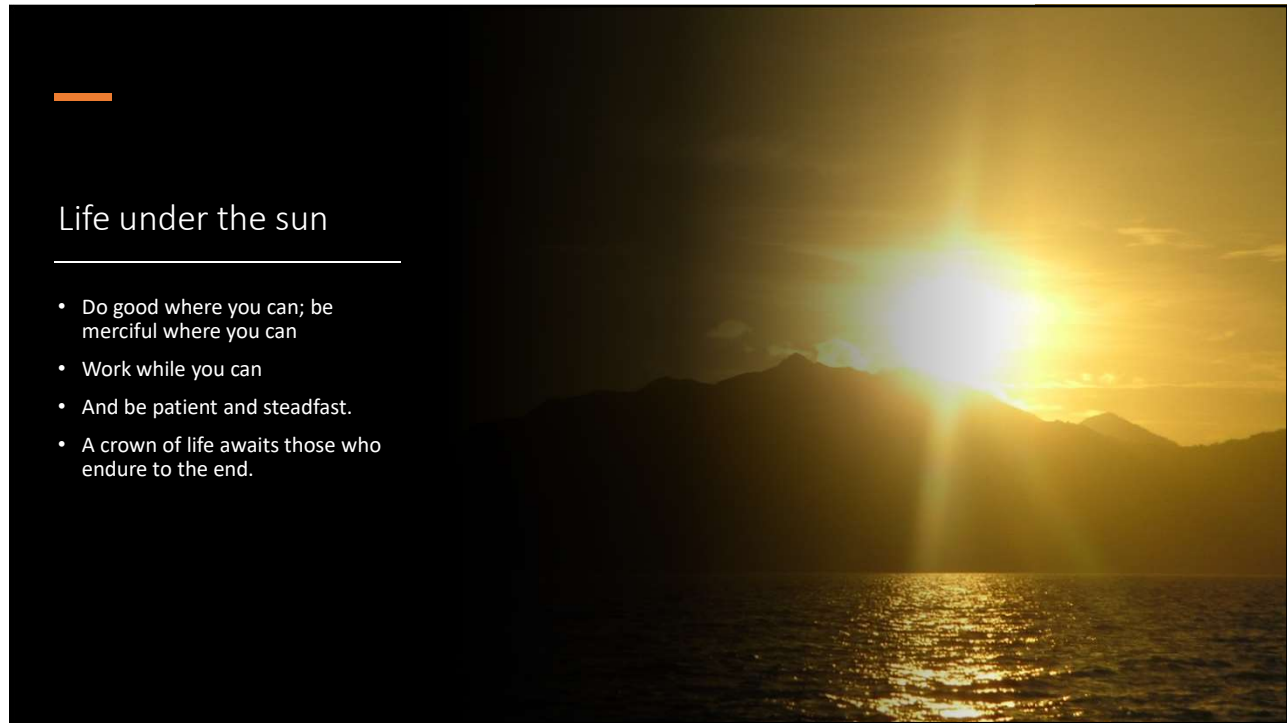 Life under the sun
• Do good where you can; be
merciful where you can
• Work while you can
• And be patient and steadfast.
• A crown of life awaits those who
endure to the end.